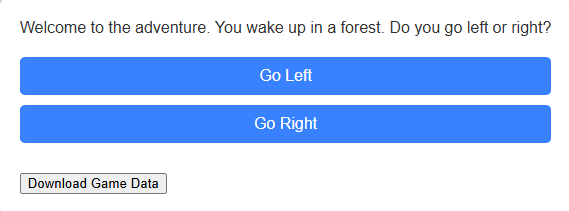 Welcome to the adventure. You wake up in a forest. Do you go left or right?
Go Left
Go Right
Download Game Data